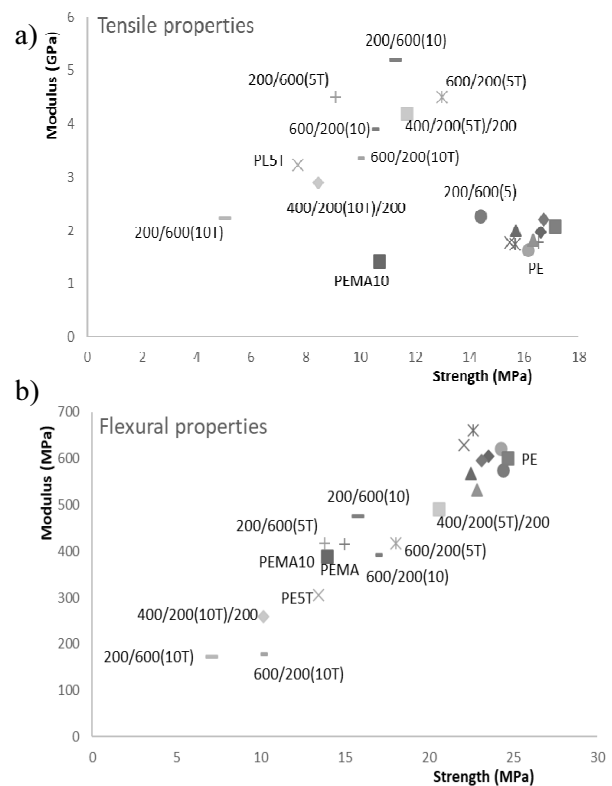 a)
Tensile properties
Modulus (GPa)
6
5
4
3
2
1
0
200/600(10)
200/600(5T)
600/200(5T)
600/200(10)
400/200(5T)/200
600/200(10T)
PE5T
400/200(10T)/200
200/600(5)
200/600(10T)
PEMA10
PE
0 2 4 6 8 10 12 14 16 18
Strength (MPa)
b)
Flexural properties
Modulus (MPa)
700
600
500
400
300
200
100
0
PE
200/600(10)
400/200(5T)/200
200/600(5T)
600/200(5T)
PEMA10
PEMA
600/200(10)
PE5T
400/200(10T)/200
200/600(10T)
600/200(10T)
0 5 10 15 20 25 30
Strength (MPa)